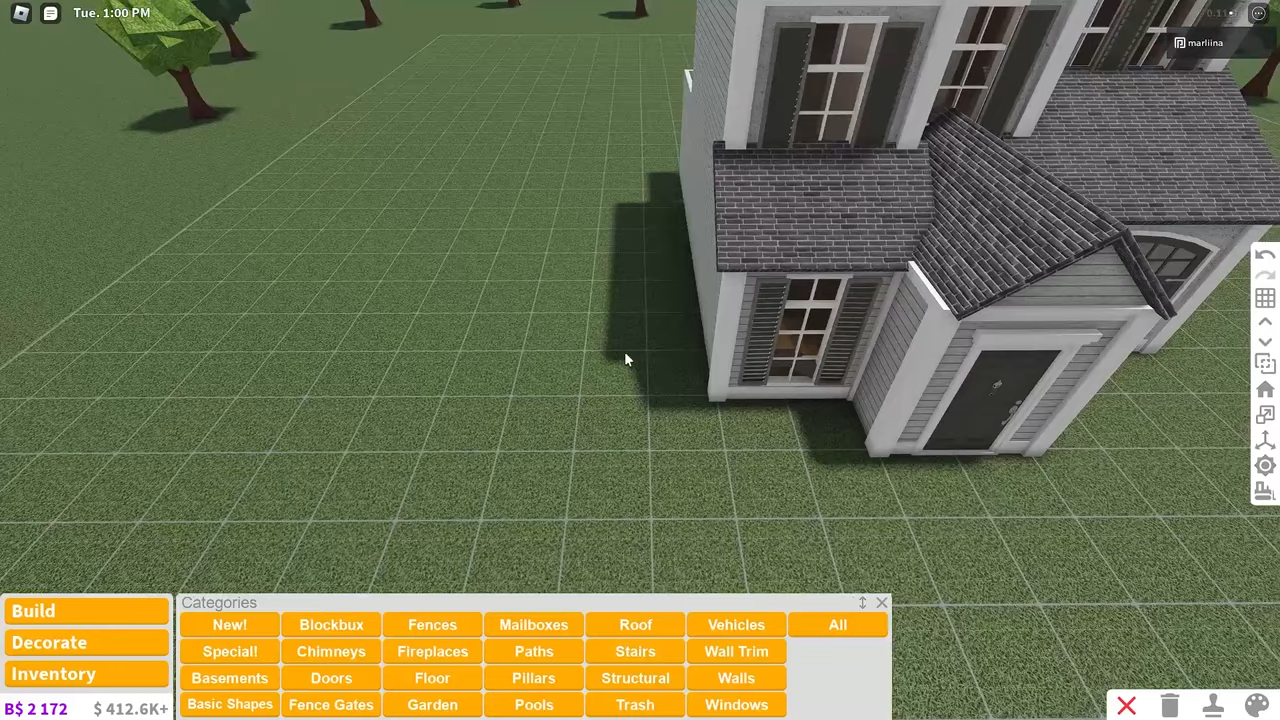 Tue. 1:00 PM
marliina
Build
Decorate
Inventory
B$ 2 172 $ 412.6K+
Categories
New! Blockbux Fences Mailboxes Roof Vehicles All
Special! Chimneys Fireplaces Paths Stairs Wall Trim
Basements Doors Floor Pillars Structural Walls
Basic Shapes Fence Gates Garden Pools Trash Windows